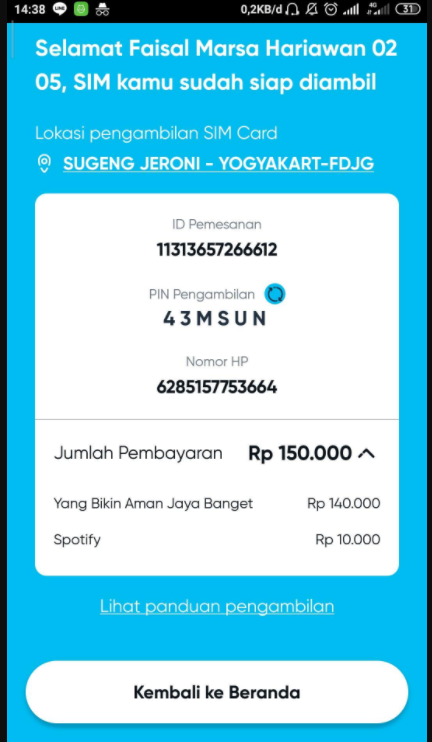 14:38 0,2KB/d 4G 31
Selamat Faisal Marsa Hariawan 02
05, SIM kamu sudah siap diambil
Lokasi pengambilan SIM Card
SUGENG JERONI - YOGYAKART-FDJG
ID Pemesanan
11313657266612
PIN Pengambilan
43MSUN
Nomor HP
6285157753664
Jumlah Pembayaran Rp 150.000
Yang Bikin Aman Jaya Banget Rp 140.000
Spotify Rp 10.000
Lihat panduan pengambilan
Kembali ke Beranda